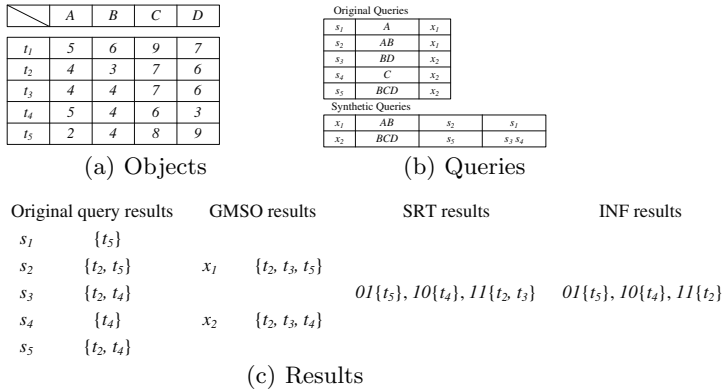 A B C D
t1 5 6 9 7
t2 4 3 7 6
t3 4 4 7 6
t4 5 4 6 3
t5 2 4 8 9
(a) Objects
Original Queries
s1 A x1
s2 AB x1
s3 BD x2
s4 C x2
s5 BCD x2
Synthetic Queries
x1 AB s2 s1
x2 BCD s5 s3 s4
(b) Queries
Original query results GMSO results SRT results INF results
s1 {t5}
s2 {t2, t5} x1 {t2, t3, t5}
s3 {t2, t4} 01{t5}, 10{t4}, 11{t2, t3} 01{t5}, 10{t4}, 11{t2}
s4 {t4} x2 {t2, t3, t4}
s5 {t2, t4}
(c) Results